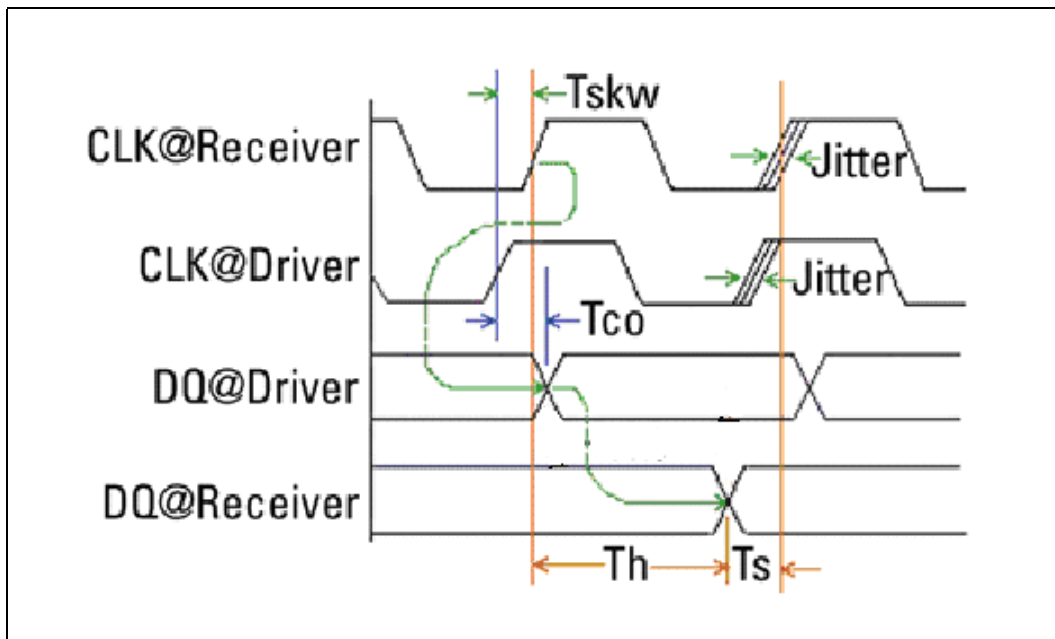 Tskw
CLK@Receiver
Jitter
CLK@Driver
Jitter
Tco
DQ@Driver
DQ@Receiver
Th
Ts